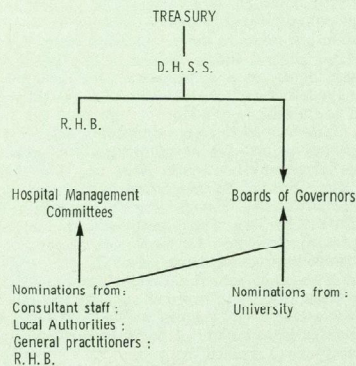 TREASURY
D.H.S.S.
R.H.B.
Hospital Management
Committees
Boards of Governors
Nominations from:
Consultant staff;
Local Authorities;
General practitioners;
R.H.B.
Nominations from:
University